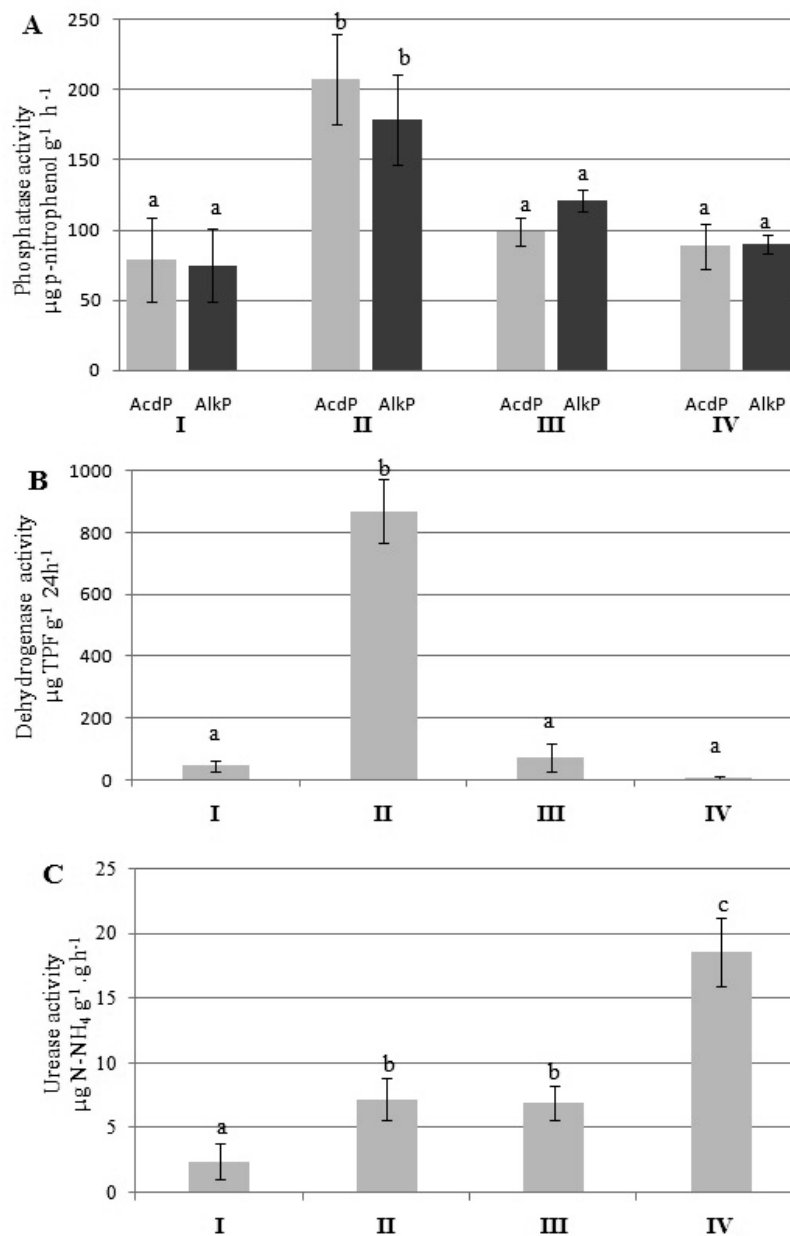 A
Phosphatase activity
µg p-nitrophenol g⁻¹ h⁻¹
250
200
150
100
50
0
a
a
b
b
a
a
a
a
AcdP AlkP AcdP AlkP AcdP AlkP AcdP AlkP
I II III IV
B
Dehydrogenase activity
µg TPF g⁻¹ 24h⁻¹
1000
800
600
400
200
0
a
b
a
a
I II III IV
C
Urease activity
µg N-NH₄ g⁻¹ .g h⁻¹
25
20
15
10
5
0
a
b
b
c
I II III IV